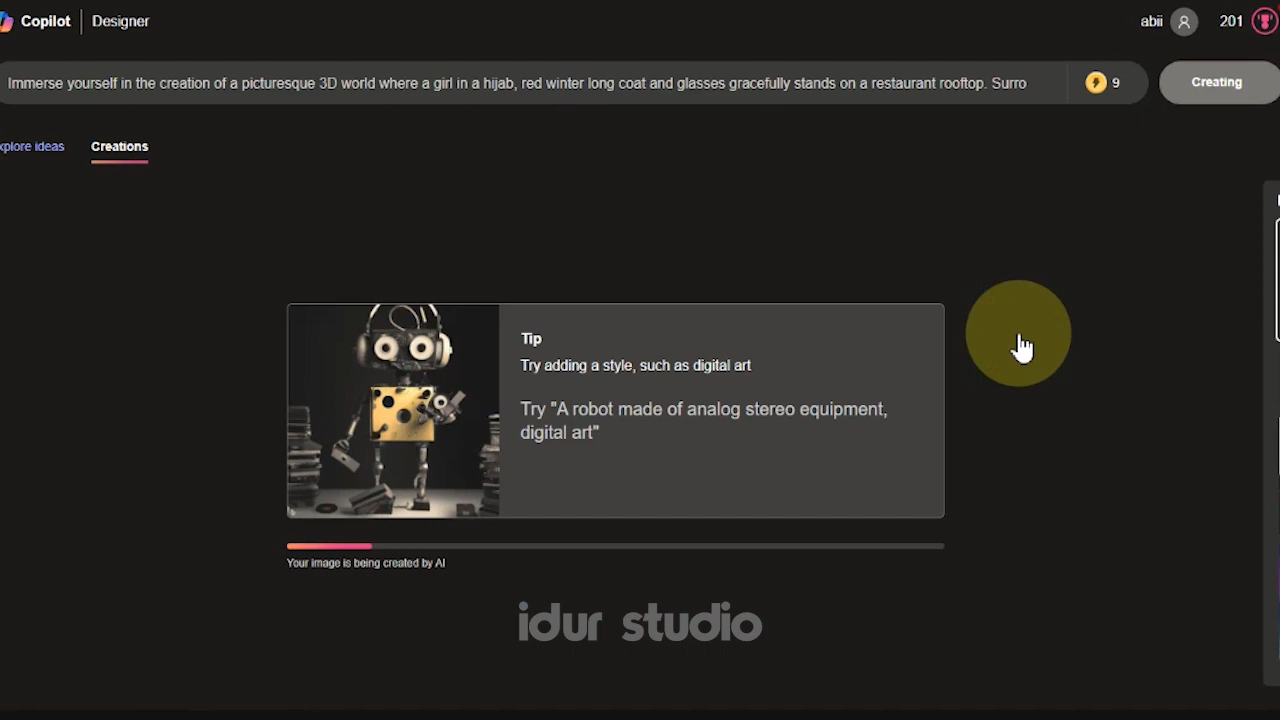 Copilot Designer abii 201
Immerse yourself in the creation of a picturesque 3D world where a girl in a hijab, red winter long coat and glasses gracefully stands on a restaurant rooftop. Surro 9 Creating
xplore ideas Creations
Tip
Try adding a style, such as digital art
Try "A robot made of analog stereo equipment,
digital art"
Your image is being created by AI
idur studio